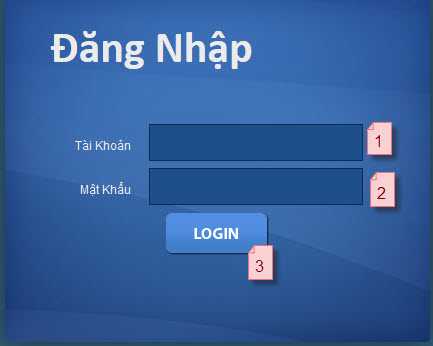 Đăng Nhập
Tài Khoản
1
Mật Khẩu
2
LOGIN
3